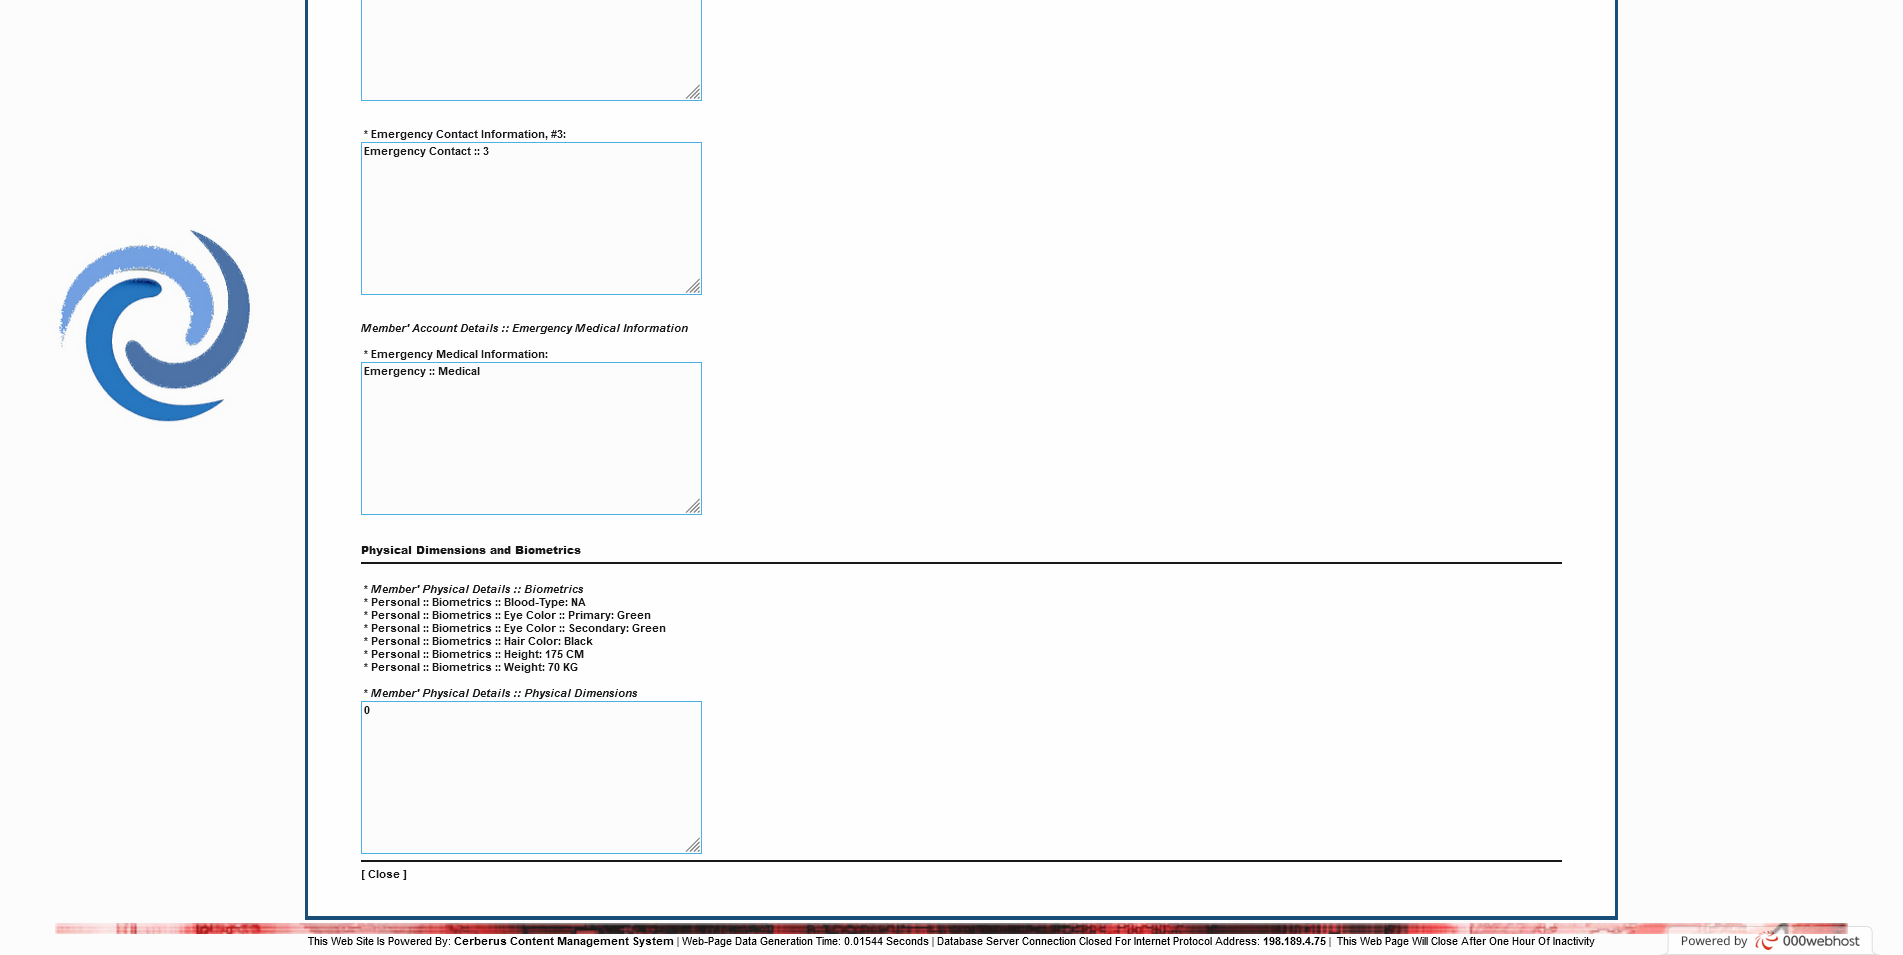 * Emergency Contact Information, #3:
Emergency Contact :: 3
Member' Account Details :: Emergency Medical Information
* Emergency Medical Information:
Emergency :: Medical
Physical Dimensions and Biometrics
* Member' Physical Details :: Biometrics
* Personal :: Biometrics :: Blood-Type: NA
* Personal :: Biometrics :: Eye Color :: Primary: Green
* Personal :: Biometrics :: Eye Color :: Secondary: Green
* Personal :: Biometrics :: Hair Color: Black
* Personal :: Biometrics :: Height: 175 CM
* Personal :: Biometrics :: Weight: 70 KG
* Member' Physical Details :: Physical Dimensions
0
[ Close ]
This Web Site Is Powered By: Cerberus Content Management System | Web-Page Data Generation Time: 0.01544 Seconds | Database Server Connection Closed For Internet Protocol Address: 198.189.4.75 | This Web Page Will Close After One Hour Of Inactivity
Powered by 000webhost